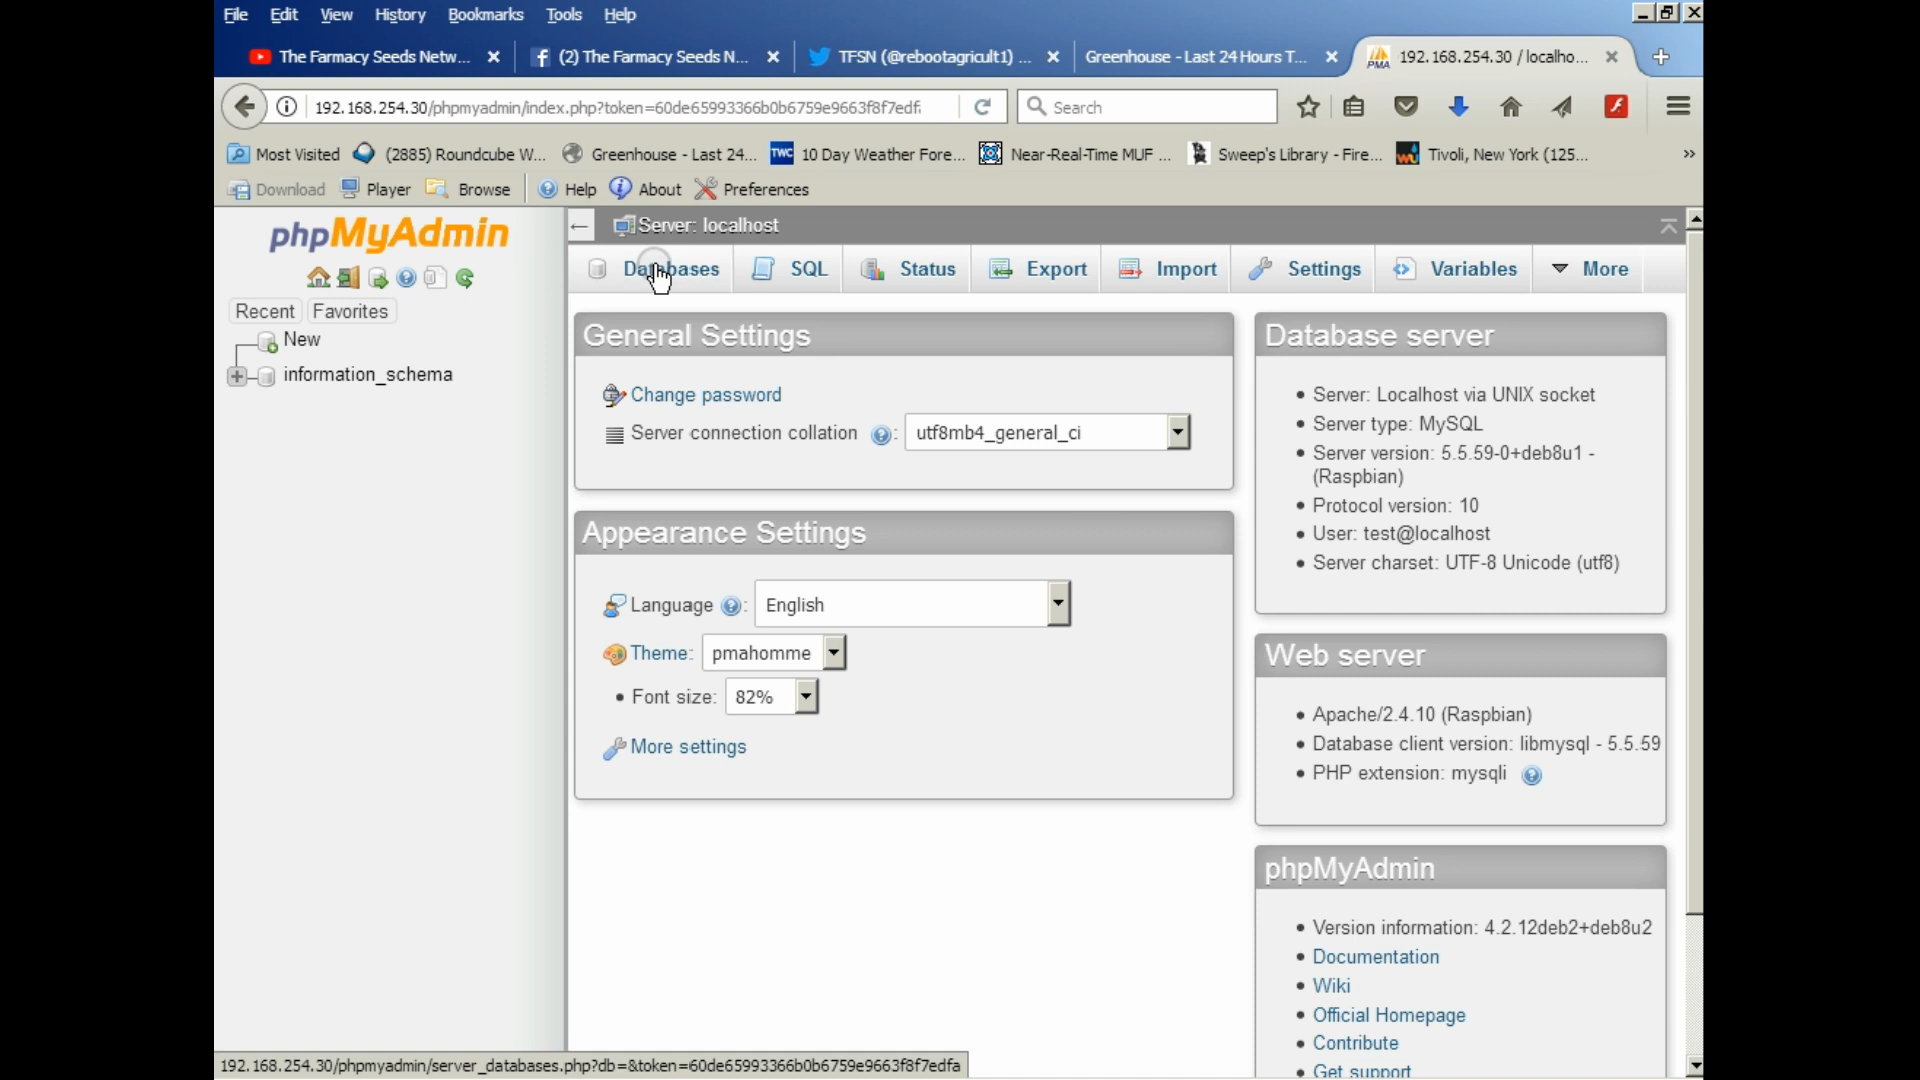 File Edit View History Bookmarks Tools Help
The Farmacy Seeds Netw...
(2) The Farmacy Seeds N...
TFSN (@rebootagricult1) ...
Greenhouse - Last 24 Hours T...
PMA 192.168.254.30 / localho...
192.168.254.30/phpmyadmin/index.php?token=60de65993366b0b6759e9663f8f7edf
Search
Most Visited (2885) Roundcube W... Greenhouse - Last 24... TWC 10 Day Weather Fore... Near-Real-Time MUF ... Sweep's Library - Fire... Tivoli, New York (125... »
Download Player Browse Help About Preferences
phpMyAdmin
Recent Favorites
New
information_schema
Server: localhost
Databases SQL Status Export Import Settings Variables More
General Settings
Change password
Server connection collation : utf8mb4_general_ci
Appearance Settings
Language : English
Theme: pmahomme
• Font size: 82%
More settings
Database server
• Server: Localhost via UNIX socket
• Server type: MySQL
• Server version: 5.5.59-0+deb8u1 -
(Raspbian)
• Protocol version: 10
• User: test@localhost
• Server charset: UTF-8 Unicode (utf8)
Web server
• Apache/2.4.10 (Raspbian)
• Database client version: libmysql - 5.5.59
• PHP extension: mysqli
phpMyAdmin
• Version information: 4.2.12deb2+deb8u2
• Documentation
• Wiki
• Official Homepage
• Contribute
• Get support
192.168.254.30/phpmyadmin/server_databases.php?db=&token=60de65993366b0b6759e9663f8f7edfa